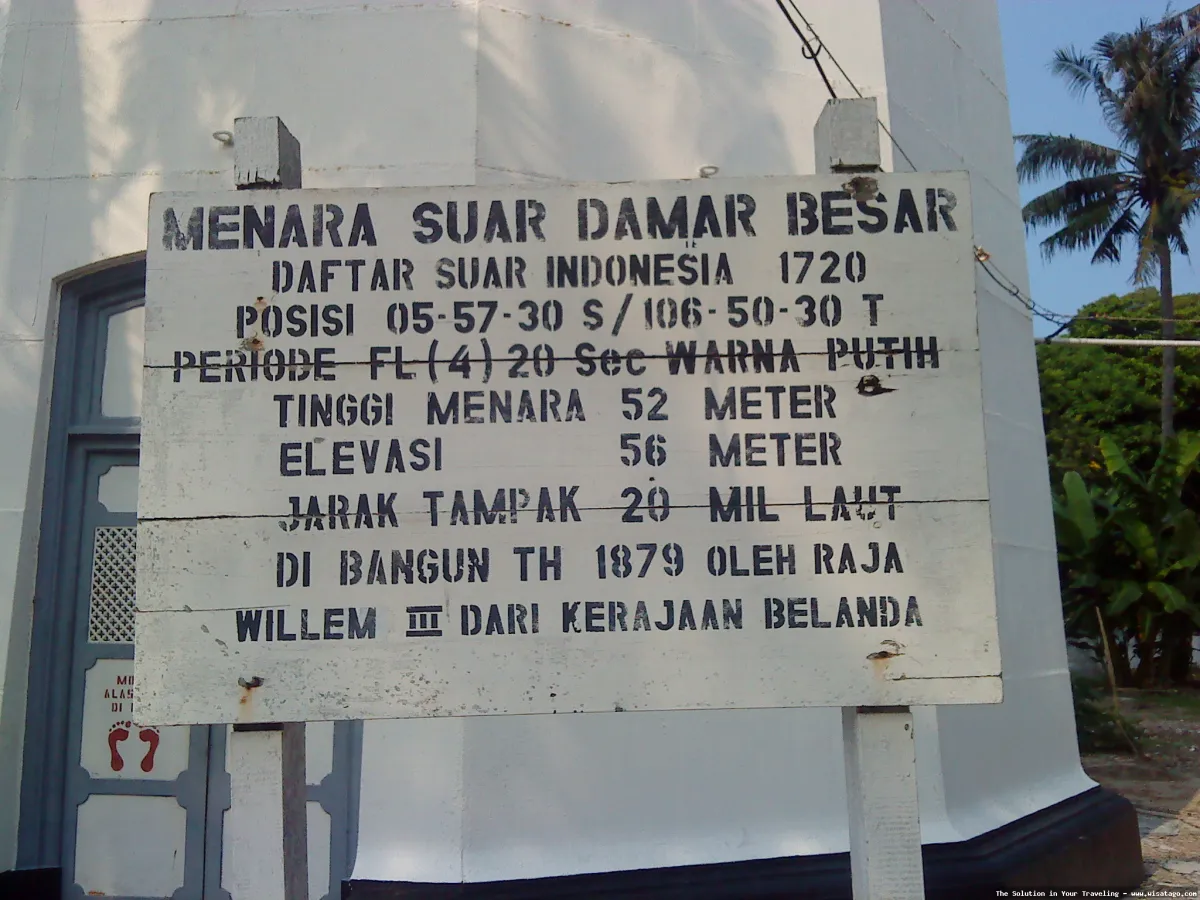 MENARA SUAR DAMAR BESAR
DAFTAR SUAR INDONESIA 1720
POSISI 05-57-30 S/106-50-30 T
PERIODE FL(4)20 Sec WARNA PUTIH
TINGGI MENARA 52 METER
ELEVASI 56 METER
JARAK TAMPAK 20 MIL LAUT
DI BANGUN TH 1879 OLEH RAJA
WILLEM III DARI KERAJAAN BELANDA
The Solution in Your Traveling - www.wisatago.com